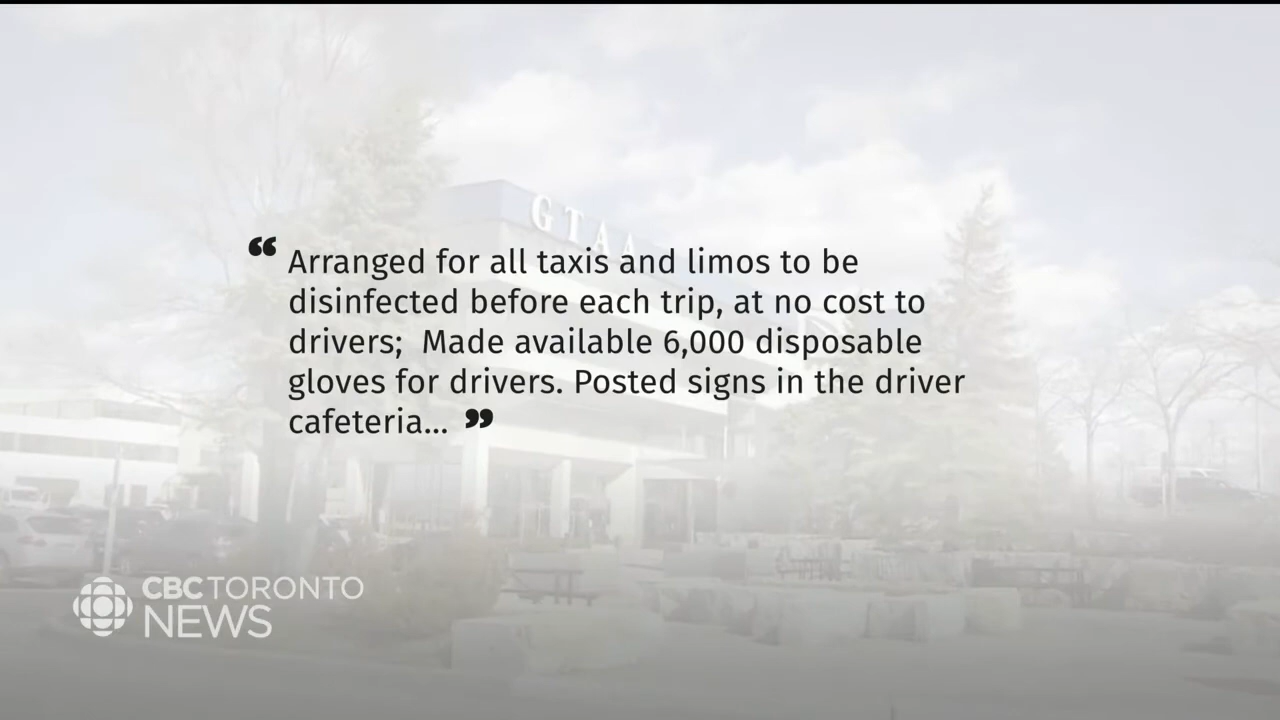 GTAA
“ Arranged for all taxis and limos to be
disinfected before each trip, at no cost to
drivers;  Made available 6,000 disposable
gloves for drivers. Posted signs in the driver
cafeteria... ”
CBC TORONTO
NEWS